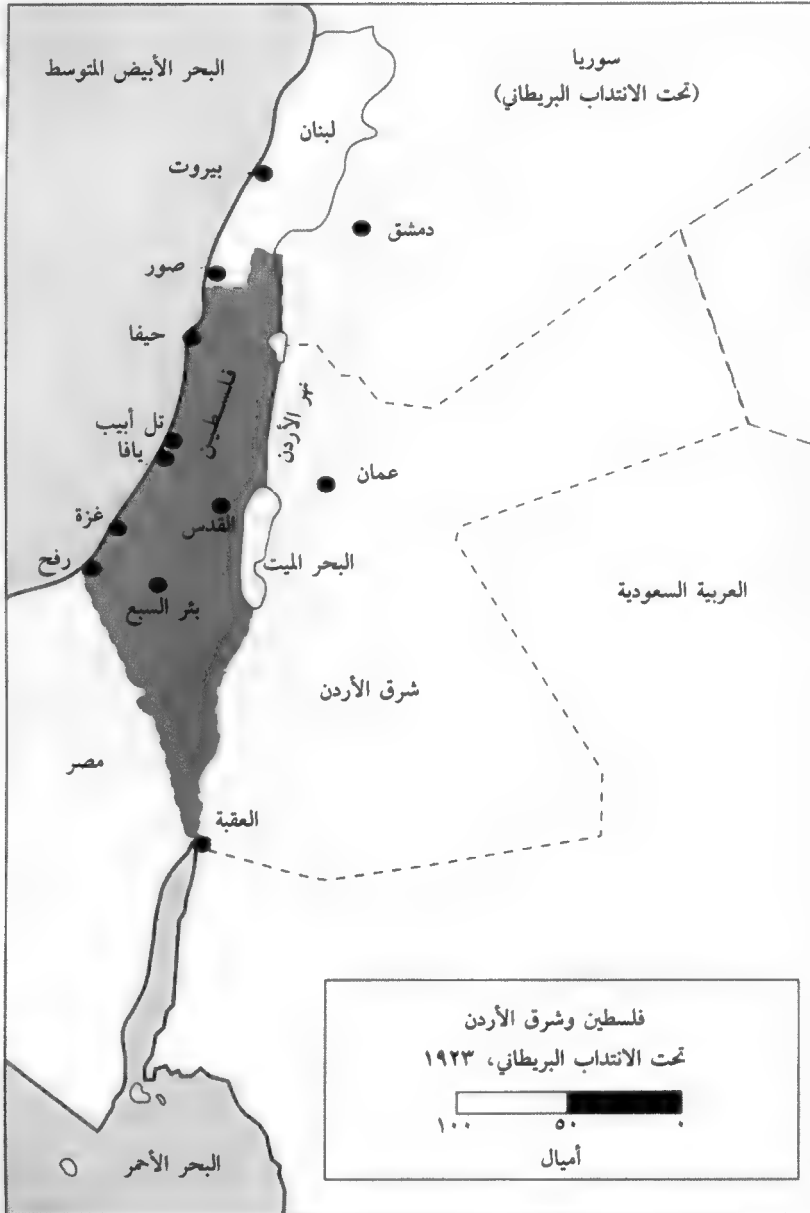 البحر الأبيض المتوسط
سوريا
(تحت الانتداب البريطاني)
لبنان
بيروت
دمشق
صور
حيفا
فلسطين
نهر الأردن
تل أبيب
يافا
عمان
القدس
غزة
رفح
البحر الميت
بئر السبع
العربية السعودية
شرق الأردن
مصر
العقبة
فلسطين وشرق الأردن
تحت الانتداب البريطاني، ١٩٢٣
١٠٠ ٥٠ ٠
أميال
البحر الأحمر